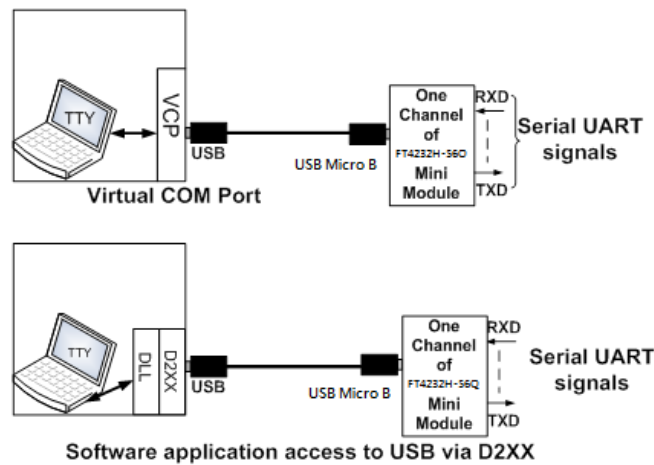 TTY
VCP
USB
USB Micro B
One
Channel
of
FT4232H-56Q
Mini
Module
RXD
TXD
Serial UART
signals
Virtual COM Port
TTY
DLL
D2XX
USB
USB Micro B
One
Channel
of
FT4232H-56Q
Mini
Module
RXD
TXD
Serial UART
signals
Software application access to USB via D2XX